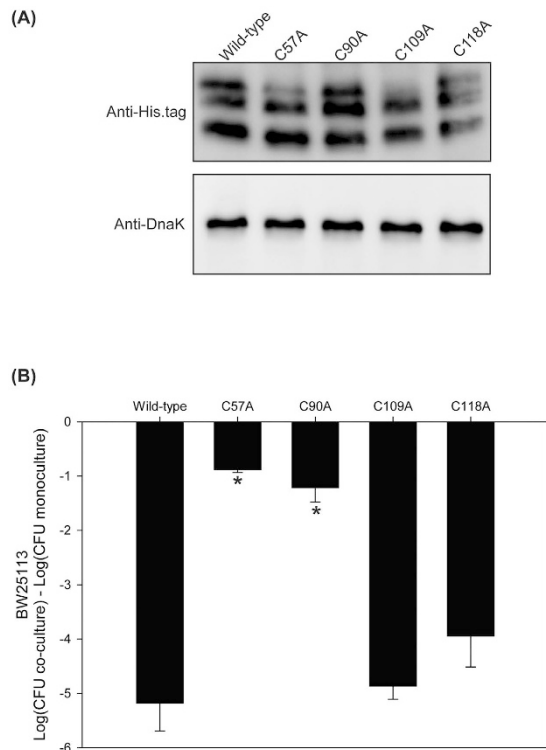 (A)
Wild-type
C57A
C90A
C109A
C118A
Anti-His.tag
Anti-DnaK
(B)
Wild-type
C57A
C90A
C109A
C118A
0
-1
*
*
-2
-3
-4
-5
-6
BW25113
Log(CFU co-culture) - Log(CFU monoculture)